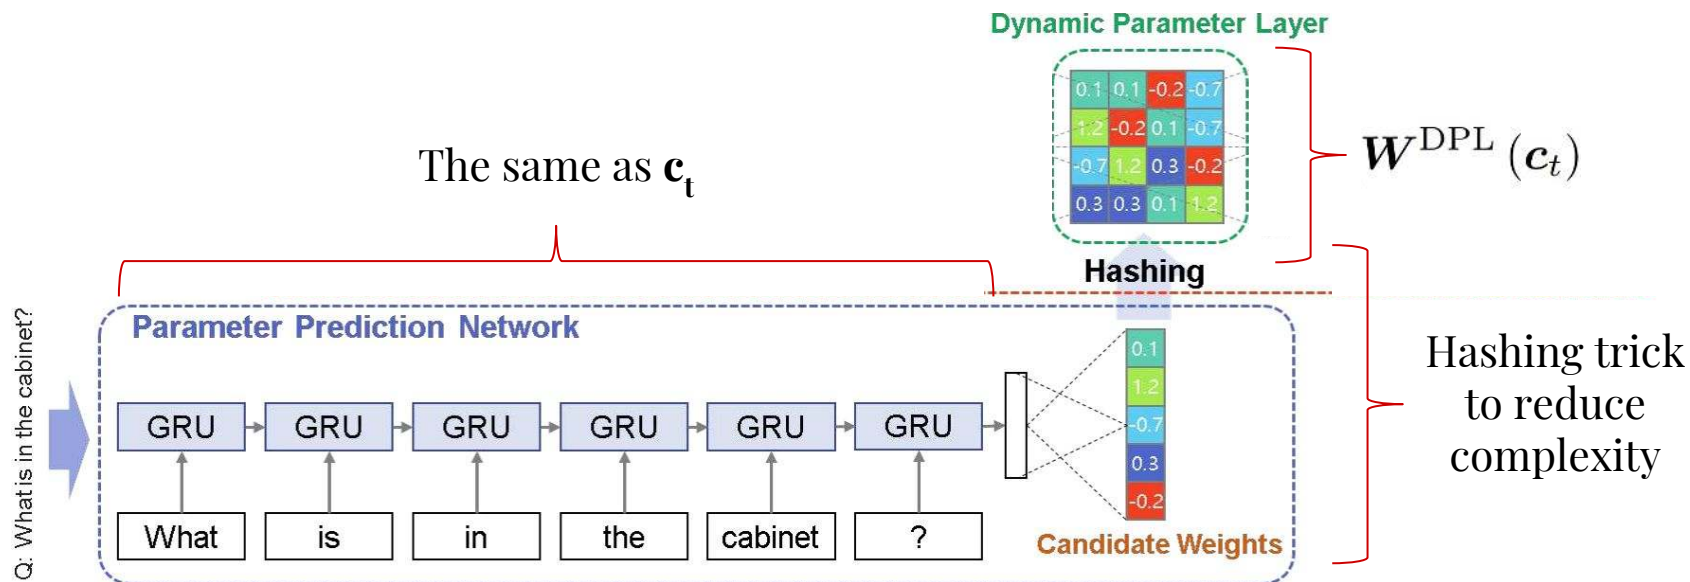 Dynamic Parameter Layer
0.1 0.1 -0.2 -0.7
1.2 -0.2 0.1 -0.7
-0.7 1.2 0.3 -0.2
0.3 0.3 0.1 1.2
W^DPL (c_t)
The same as c_t
Hashing
Q: What is in the cabinet?
Parameter Prediction Network
0.1
1.2
-0.7
0.3
-0.2
GRU GRU GRU GRU GRU GRU
What is in the cabinet ?
Candidate Weights
Hashing trick
to reduce
complexity